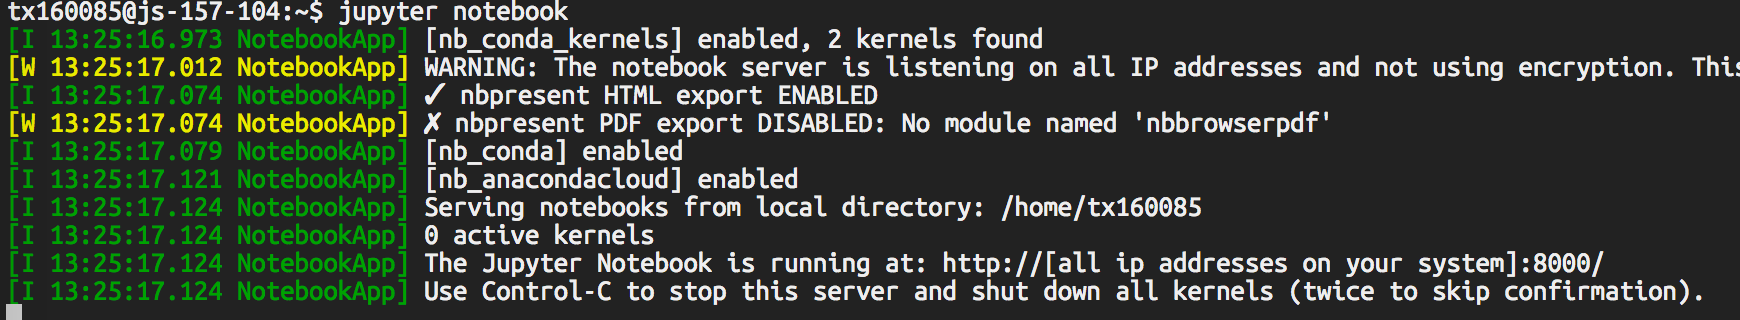 tx160085@js-157-104:~$ jupyter notebook
[I 13:25:16.973 NotebookApp] [nb_conda_kernels] enabled, 2 kernels found
[W 13:25:17.012 NotebookApp] WARNING: The notebook server is listening on all IP addresses and not using encryption. This
[I 13:25:17.074 NotebookApp] ✓ nbpresent HTML export ENABLED
[W 13:25:17.074 NotebookApp] ✗ nbpresent PDF export DISABLED: No module named 'nbbrowserpdf'
[I 13:25:17.079 NotebookApp] [nb_conda] enabled
[I 13:25:17.121 NotebookApp] [nb_anacondacloud] enabled
[I 13:25:17.124 NotebookApp] Serving notebooks from local directory: /home/tx160085
[I 13:25:17.124 NotebookApp] 0 active kernels
[I 13:25:17.124 NotebookApp] The Jupyter Notebook is running at: http://[all ip addresses on your system]:8000/
[I 13:25:17.124 NotebookApp] Use Control-C to stop this server and shut down all kernels (twice to skip confirmation).